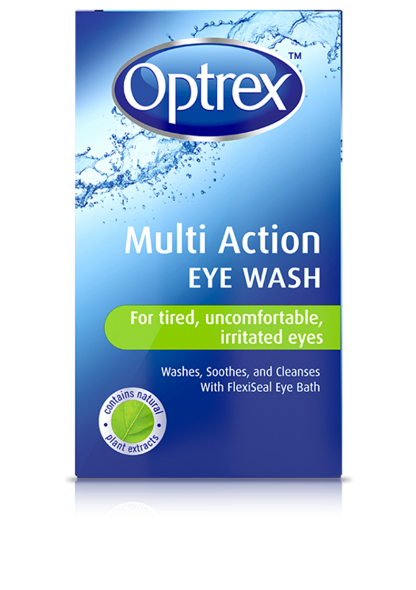 Optrex™
Multi Action
EYE WASH
For tired, uncomfortable,
irritated eyes
Washes, Soothes, and Cleanses
With FlexiSeal Eye Bath
contains natural
plant extracts